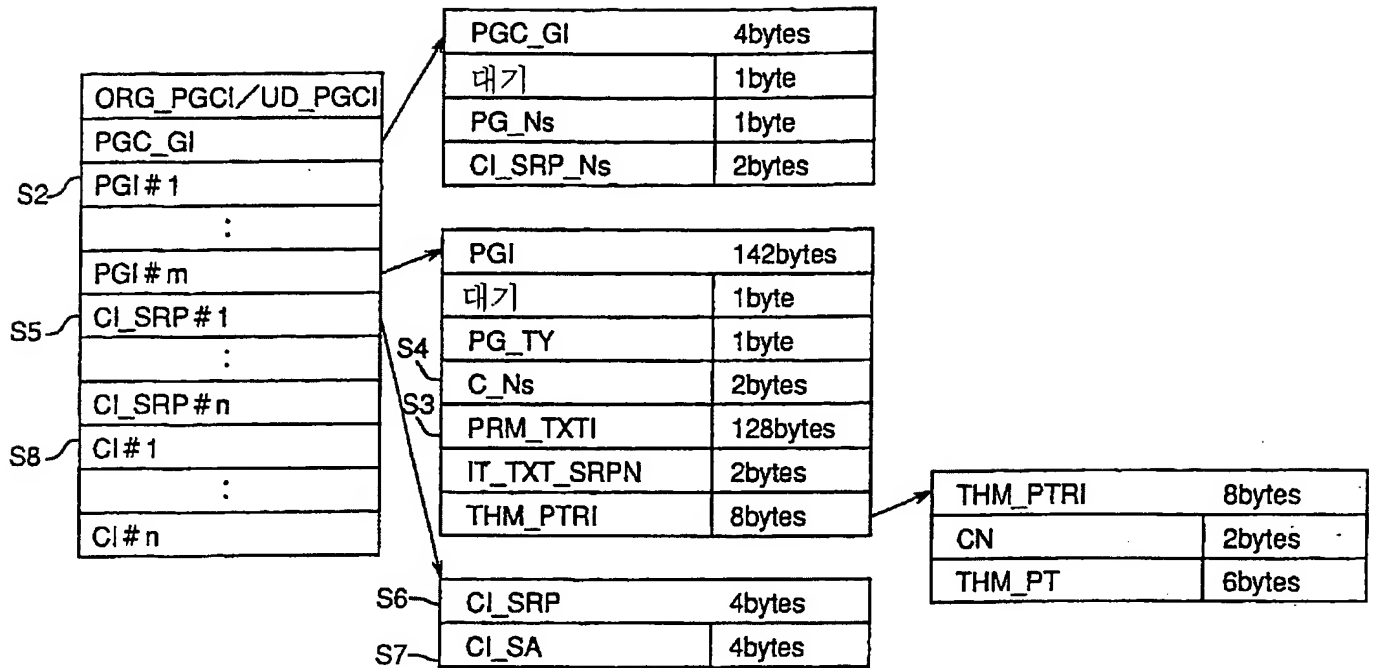 ORG_PGCI/UD_PGCI
PGC_GI
S2
PGI#1
:
PGI#m
S5
CI_SRP#1
:
CI_SRP#n
S8
CI#1
:
CI#n
PGC_GI 4bytes
대기 1byte
PG_Ns 1byte
CI_SRP_Ns 2bytes
PGI 142bytes
대기 1byte
PG_TY 1byte
S4
C_Ns 2bytes
S3
PRM_TXTI 128bytes
IT_TXT_SRPN 2bytes
THM_PTRI 8bytes
S6
CI_SRP 4bytes
S7
CI_SA 4bytes
THM_PTRI 8bytes
CN 2bytes
THM_PT 6bytes